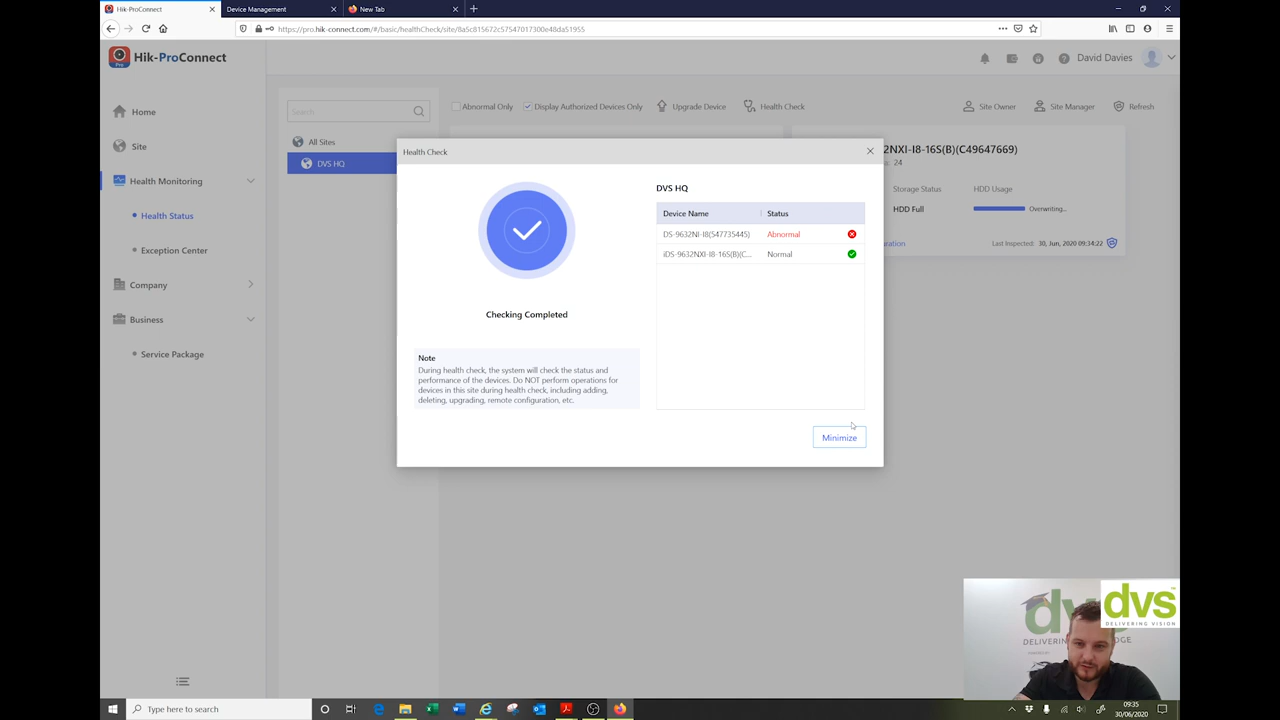 Hik-ProConnect
Device Management
New Tab
https://pro.hik-connect.com/#/basic/healthCheck/site/8a5c815672c57547017300e48da51955
Pro
Hik-ProConnect
David Davies
Home
Site
Health Monitoring
Health Status
Exception Center
Company
Business
Service Package
Search
All Sites
DVS HQ
Abnormal Only
Display Authorized Devices Only
Upgrade Device
Health Check
Site Owner
Site Manager
Refresh
2NXI-I8-16S(B)(C49647669)
24
Storage Status
HDD Usage
HDD Full
Overwriting...
Last Inspected: 30, Jun, 2020 09:34:22
Health Check
Checking Completed
Note
During health check, the system will check the status and
performance of the devices. Do NOT perform operations for
devices in this site during health check, including adding,
deleting, upgrading, remote configuration, etc.
DVS HQ
Device Name Status
DS-9632NI-I8(547735445) Abnormal
iDS-9632NXI-I8-16S(B)(C... Normal
Minimize
dvs
DELIVERING VISION
Type here to search
09:35
30/06/2020